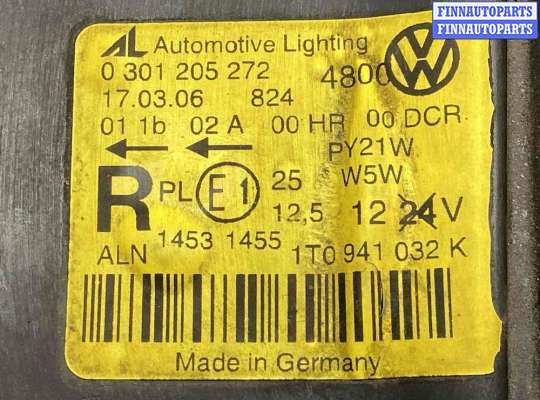 FINNAUTOPARTS
FINNAUTOPARTS
AL Automotive Lighting
0 301 205 272 4800
17.03.06 824
01 1b 02 A 00 HR 00 DCR
PY21W
R PL E1 25 W5W
12,5 12 24 V
ALN 1453 1455 1T0 941 032 K
Made in Germany